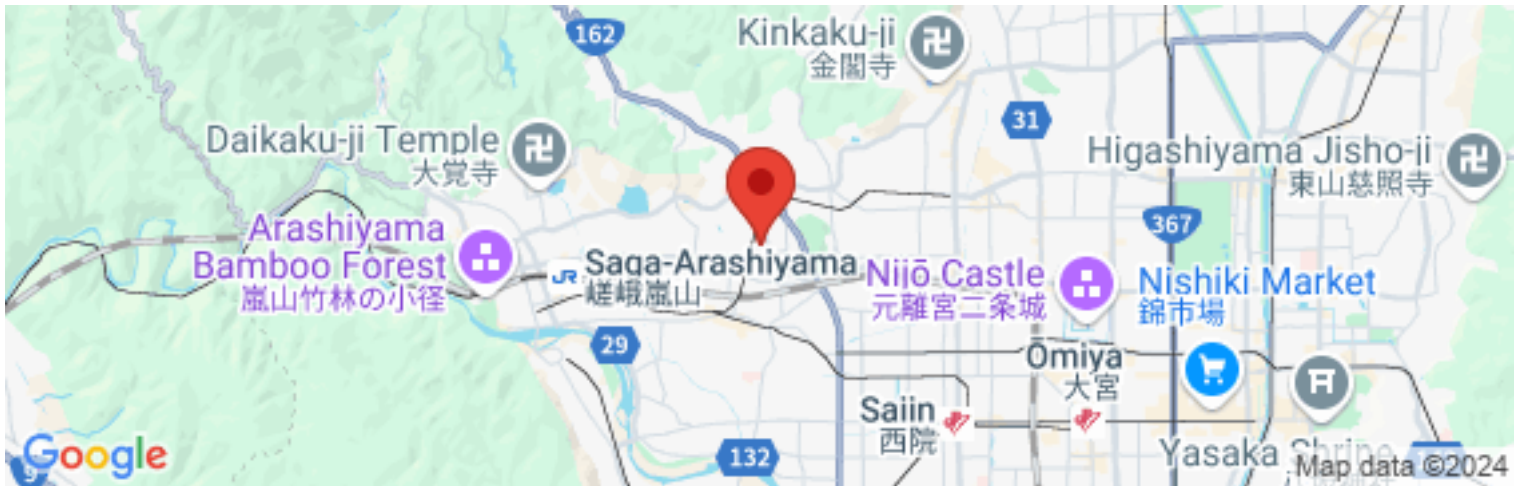 162
Kinkaku-ji
金閣寺
31
Daikaku-ji Temple
大覚寺
Higashiyama Jisho-ji
東山慈照寺
367
Arashiyama
Bamboo Forest
嵐山竹林の小径
JR
Saga-Arashiyama
嵯峨嵐山
Nijō Castle
元離宮二条城
Nishiki Market
錦市場
29
Ōmiya
大宮
Saiin
西院
132
Yasaka Shrine
9
Google
Map data ©2024